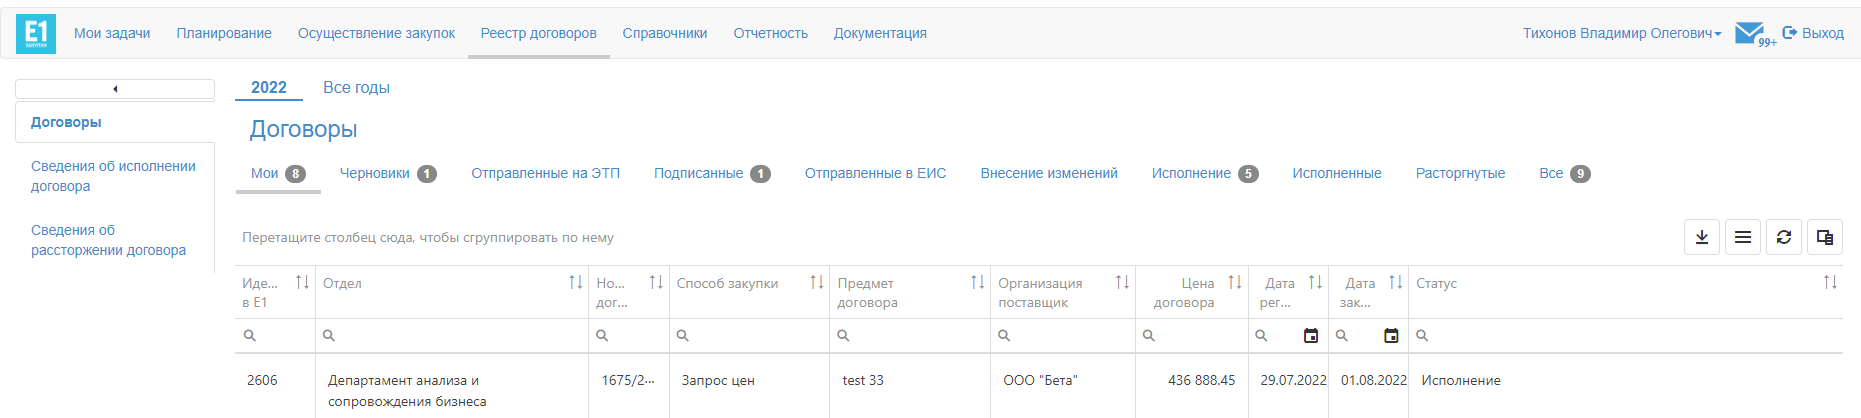 E1 ЗАКУПКИ
Мои задачи Планирование Осуществление закупок Реестр договоров Справочники Отчетность Документация Тихонов Владимир Олегович 99+ Выход
2022 Все годы
Договоры
Сведения об исполнении
договора
Сведения об
рассторжении договора
Договоры
Мои 8 Черновики 1 Отправленные на ЭТП Подписанные 1 Отправленные в ЕИС Внесение изменений Исполнение 5 Исполненные Расторгнутые Все 9
Перетащите столбец сюда, чтобы сгруппировать по нему
Иде... Отдел Но... Способ закупки Предмет Организация Цена Дата Дата Статус
в Е1 дог... договора поставщик договора рег... зак...
2606 Департамент анализа и 1675/2... Запрос цен test 33 ООО "Бета" 436 888.45 29.07.2022 01.08.2022 Исполнение
сопровождения бизнеса